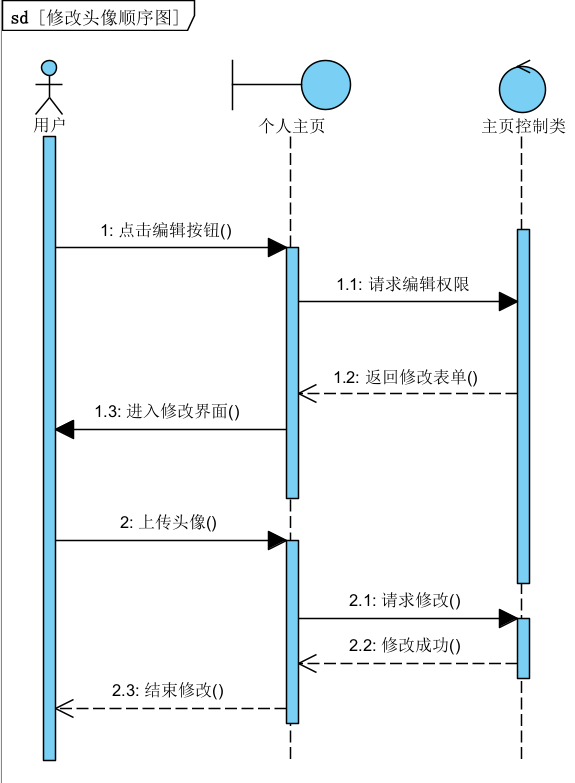 sd [修改头像顺序图]
用户
个人主页
主页控制类
1: 点击编辑按钮()
1.1: 请求编辑权限
1.2: 返回修改表单()
1.3: 进入修改界面()
2: 上传头像()
2.1: 请求修改()
2.2: 修改成功()
2.3: 结束修改()